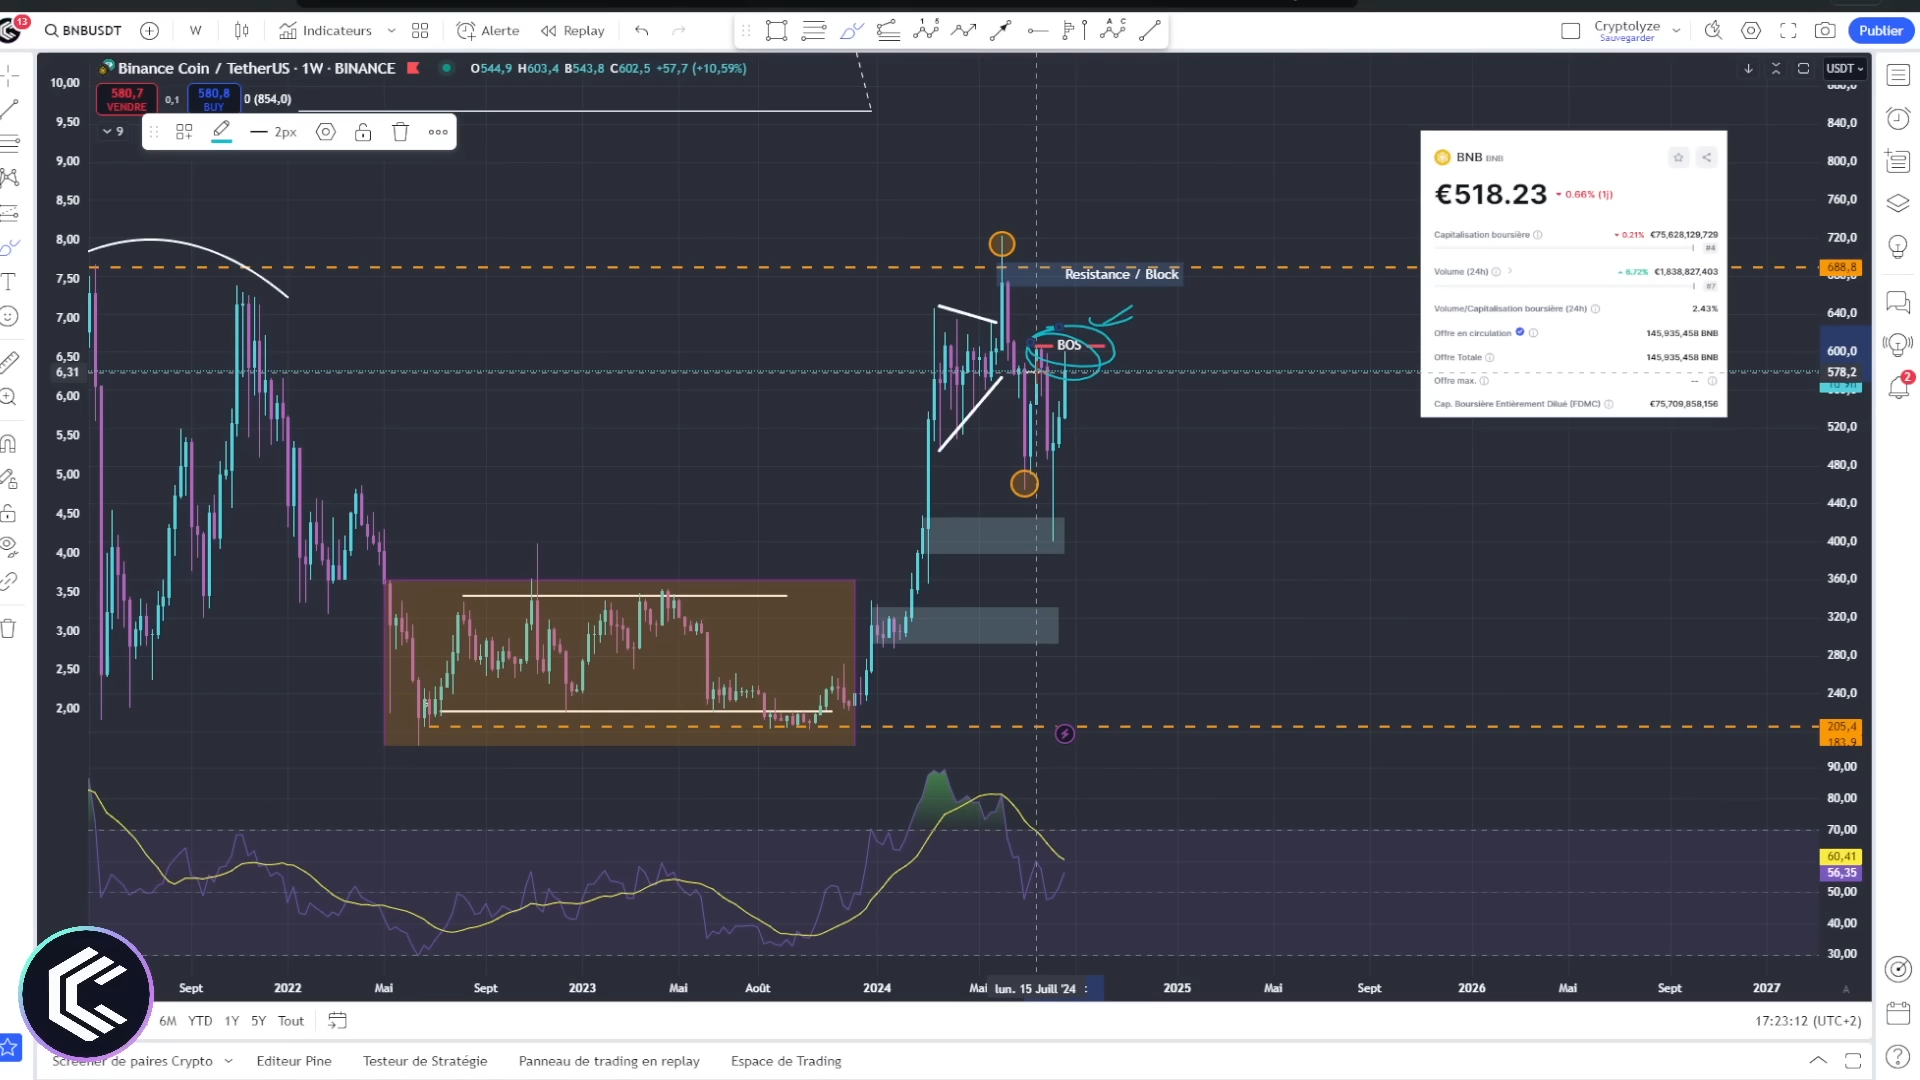 13
BNBUSDT
W
Indicateurs
Alerte
Replay
Cryptolyze
Sauvegarder
Publier
Binance Coin / TetherUS · 1W · BINANCE
O544,9 H603,4 B543,8 C602,5 +57,7 (+10,59%)
USDT
580,7
VENDRE
0,1
580,8
BUY
0 (854,0)
9
2px
10,00
9,50
9,00
8,50
8,00
7,50
7,00
6,50
6,31
6,00
5,50
5,00
4,50
4,00
3,50
3,00
2,50
2,00
Resistance / Block
BOS
BNB BNB
€518.23 0.66% (1j)
Capitalisation boursière 0.21% €75,628,129,729
#4
Volume (24h) 6.72% €1,838,827,403
#7
Volume/Capitalisation boursière (24h) 2.43%
Offre en circulation 145,935,458 BNB
Offre Totale 145,935,458 BNB
Offre max. --
Cap. Boursière Entièrement Dilué (FDMC) €75,709,858,156
840,0
800,0
760,0
720,0
688,8
640,0
600,0
578,2
520,0
480,0
440,0
400,0
360,0
320,0
280,0
240,0
205,4
183,9
90,00
80,00
70,00
60,41
56,35
50,00
40,00
30,00
2
Sept 2022 Mai Sept 2023 Mai Août 2024 Mai lun. 15 Juill '24 2025 Mai Sept 2026 Mai Sept 2027
A
6M YTD 1Y 5Y Tout
17:23:12 (UTC+2)
Screener de paires Crypto
Editeur Pine
Testeur de Stratégie
Panneau de trading en replay
Espace de Trading